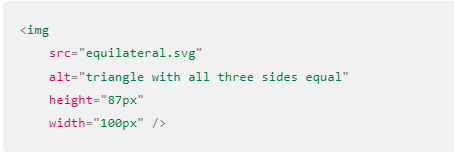 <img
src="equilateral.svg"
alt="triangle with all three sides equal"
height="87px"
width="100px" />